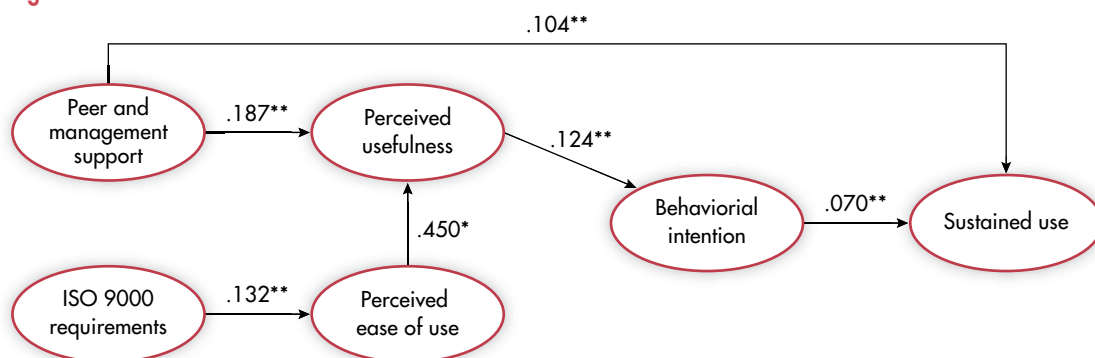 .104**
Peer and
management
support
.187**
Perceived
usefulness
.124**
Behaviorial
intention
.070**
Sustained use
.450*
ISO 9000
requirements
.132**
Perceived
ease of use